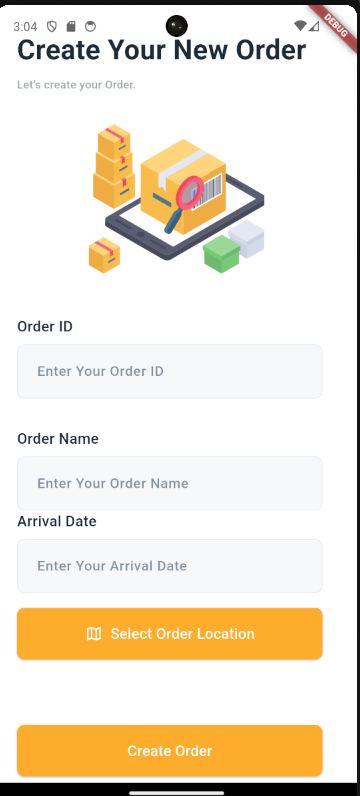 3:04
DEBUG
Create Your New Order
Let's create your Order.
Order ID
Enter Your Order ID
Order Name
Enter Your Order Name
Arrival Date
Enter Your Arrival Date
Select Order Location
Create Order